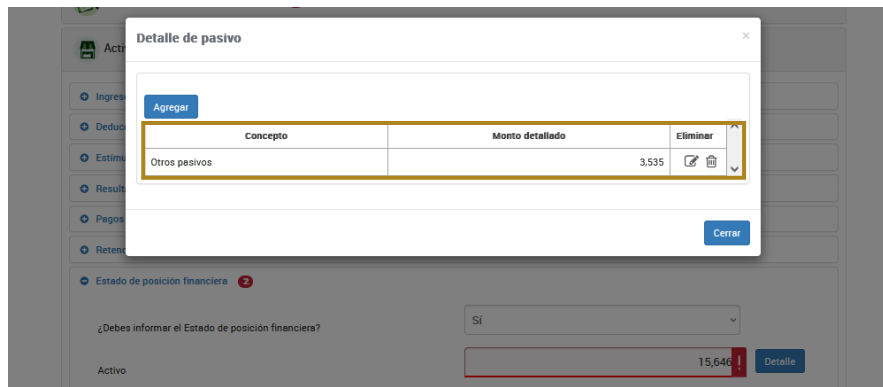 Detalle de pasivo
×
Agregar
Concepto Monto detallado Eliminar
Otros pasivos 3,535
Cerrar
Estado de posición financiera 2
¿Debes informar el Estado de posición financiera? Sí
Activo 15,646 ! Detalle